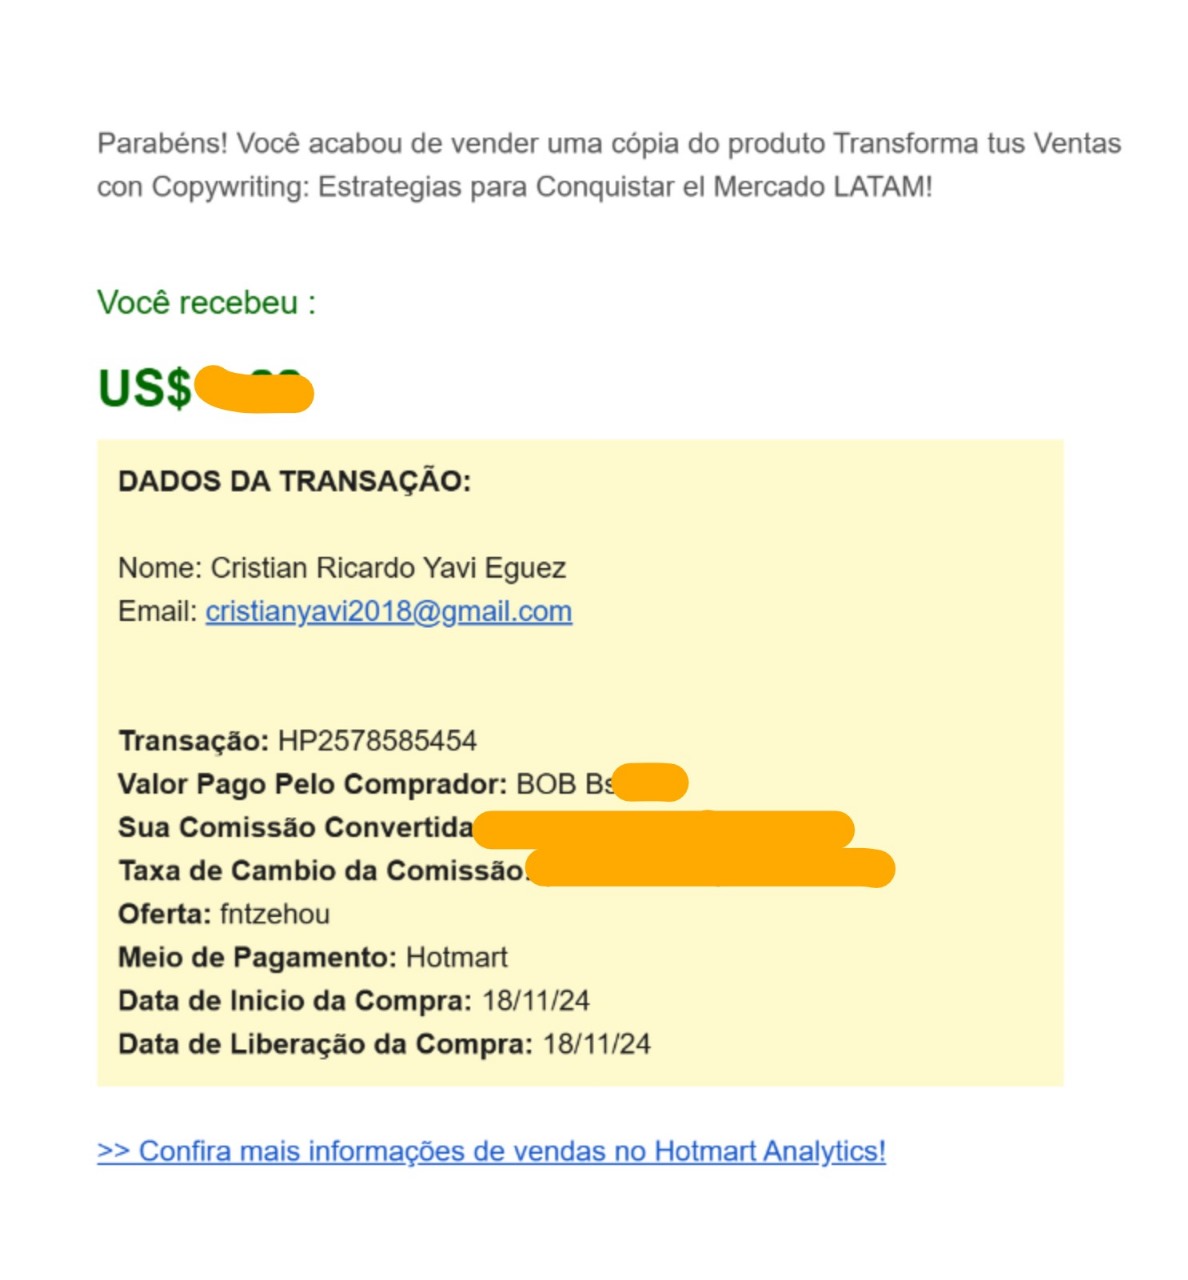 Parabéns! Você acabou de vender uma cópia do produto Transforma tus Ventas
con Copywriting: Estrategias para Conquistar el Mercado LATAM!
Você recebeu :
US$
DADOS DA TRANSAÇÃO:
Nome: Cristian Ricardo Yavi Eguez
Email: cristianyavi2018@gmail.com
Transação: HP2578585454
Valor Pago Pelo Comprador: BOB Bs
Sua Comissão Convertida
Taxa de Cambio da Comissão:
Oferta: fntzehou
Meio de Pagamento: Hotmart
Data de Inicio da Compra: 18/11/24
Data de Liberação da Compra: 18/11/24
>> Confira mais informações de vendas no Hotmart Analytics!